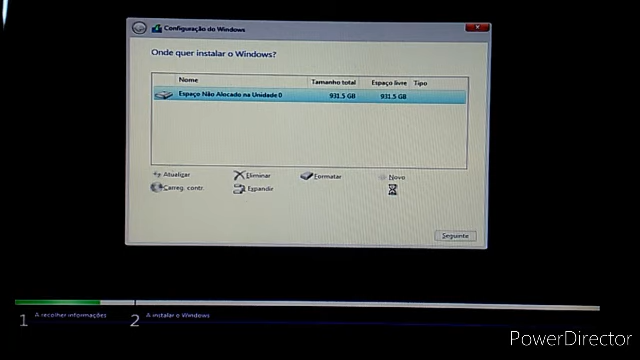 Configuração do Windows
Onde quer instalar o Windows?
Nome Tamanho total Espaço livre Tipo
Espaço Não Alocado na Unidade 0 931.5 GB 931.5 GB
Atualizar Eliminar Formatar Novo
Carreg. contr. Expandir
Seguinte
1 A recolher informações 2 A instalar o Windows
PowerDirector